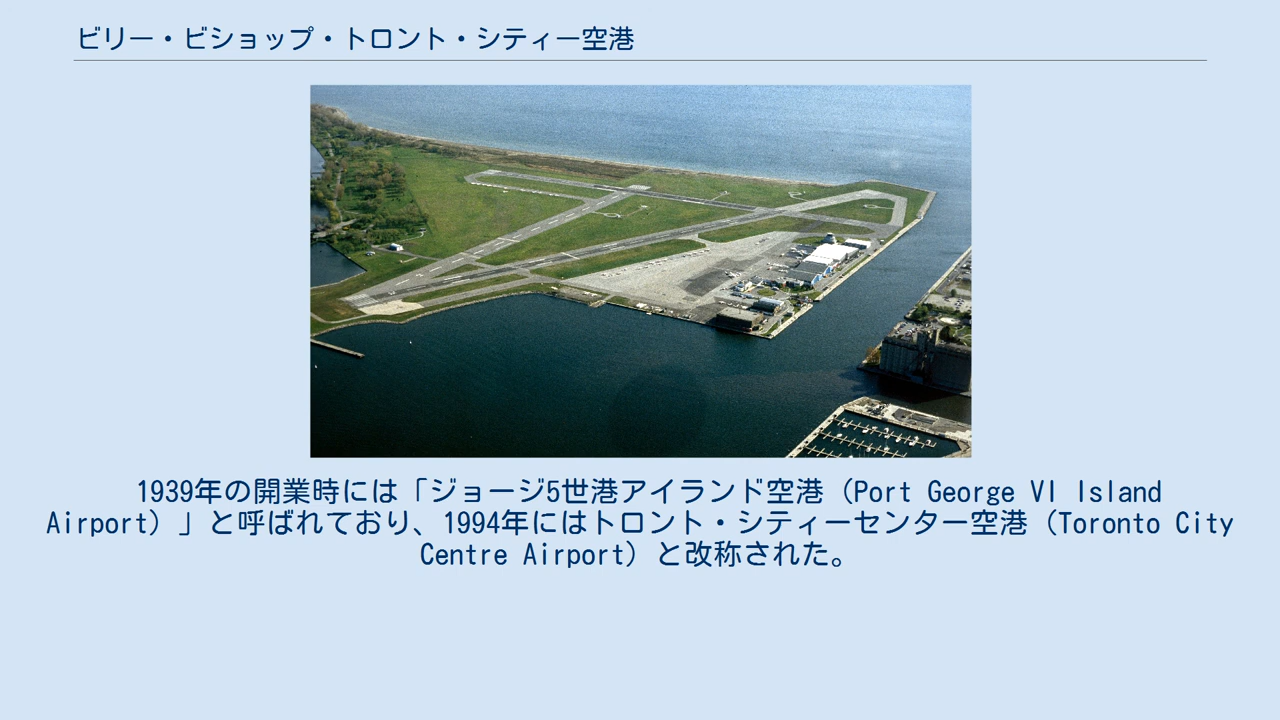 ビリー・ビショップ・トロント・シティー空港
1939年の開業時には「ジョージ5世港アイランド空港（Port George VI Island
Airport）」と呼ばれており、1994年にはトロント・シティーセンター空港（Toronto City
Centre Airport）と改称された。